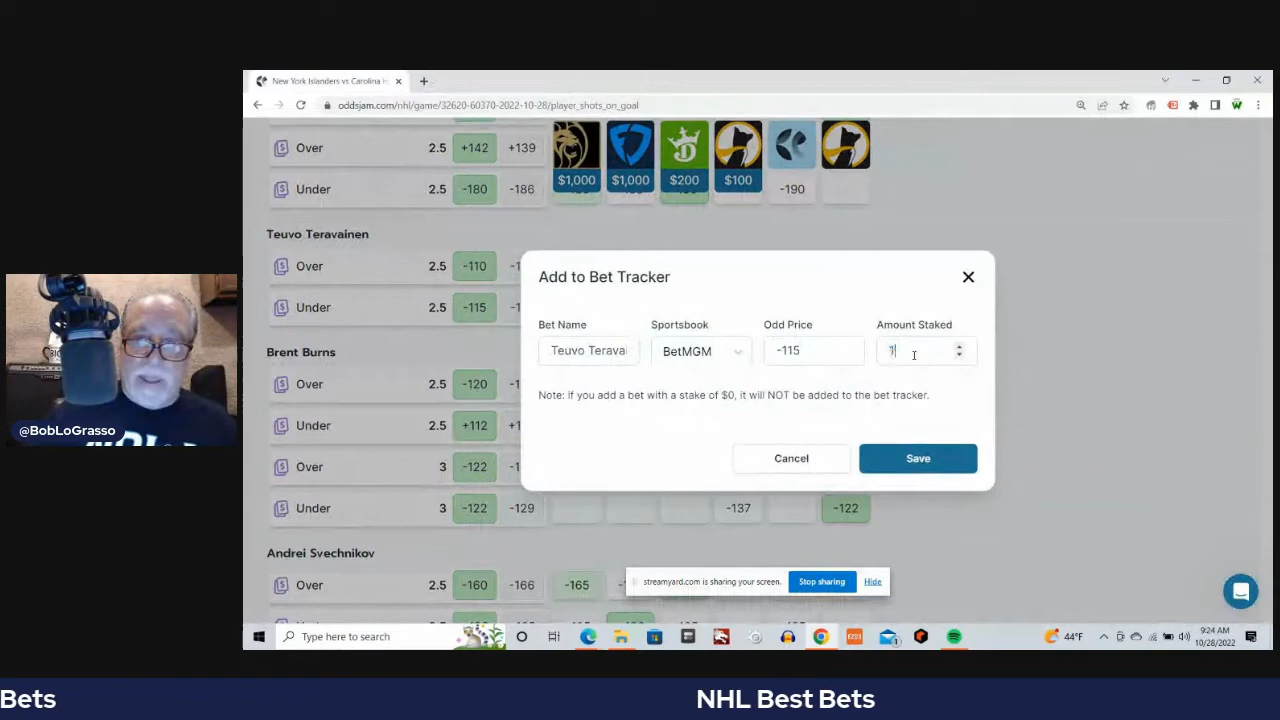 New York Islanders vs Carolina H
oddsjam.com/nhl/game/32620-60370-2022-10-28/player_shots_on_goal
Over 2.5 +142 +139
$1,000 $1,000 $200 $100
Under 2.5 -180 -186 -190
Teuvo Teravainen
Over 2.5 -110
Under 2.5 -115
Add to Bet Tracker
Bet Name Sportsbook Odd Price Amount Staked
Teuvo Teravai BetMGM -115
Note: if you add a bet with a stake of $0, it will NOT be added to the bet tracker.
Cancel Save
Brent Burns
Over 2.5 -120
Under 2.5 +112
Over 3 -122
Under 3 -122 -129 -137 -122
Andrei Svechnikov
Over 2.5 -160 -166 -165
streamyard.com is sharing your screen. Stop sharing Hide
@BobLoGrasso
Type here to search
44°F
9:24 AM
10/28/2022
Bets NHL Best Bets